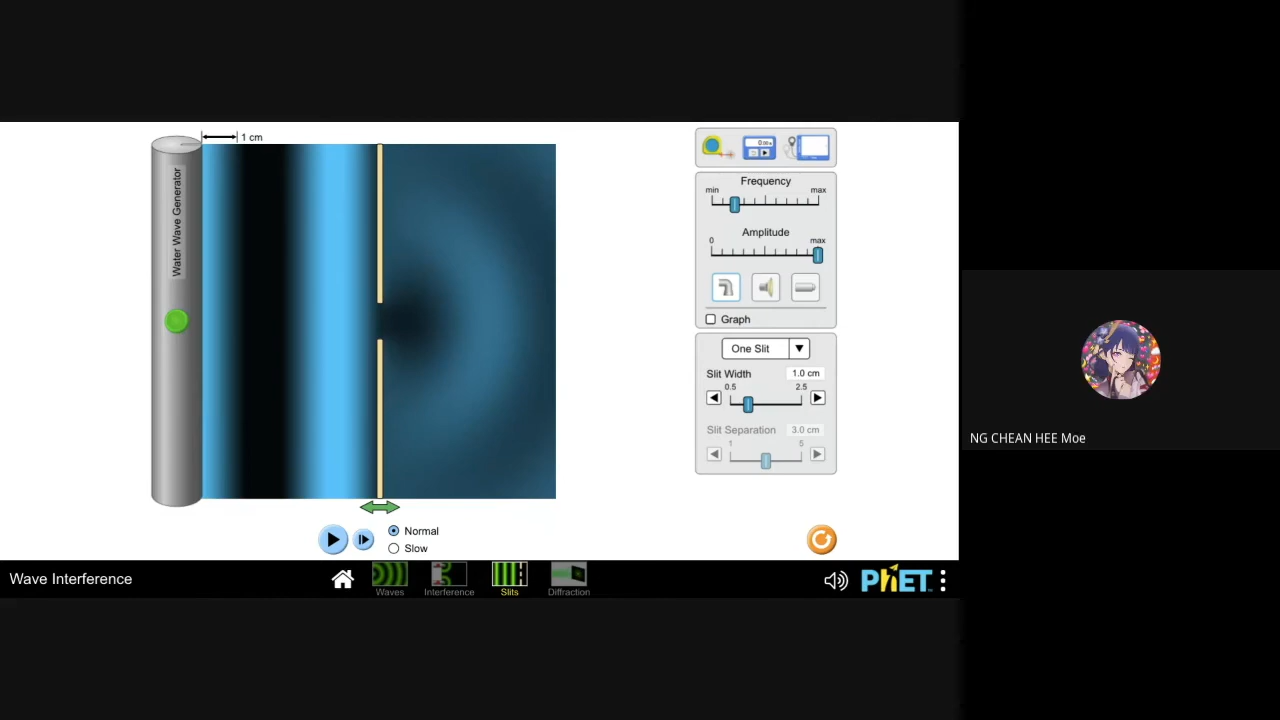 1 cm
Water Wave Generator
0.00 s
Frequency
min
max
Amplitude
0
max
Graph
One Slit
Slit Width
1.0 cm
0.5
2.5
Slit Separation
3.0 cm
1
5
Normal
Slow
NG CHEAN HEE Moe
Wave Interference
Waves
Interference
Slits
Diffraction
PhET